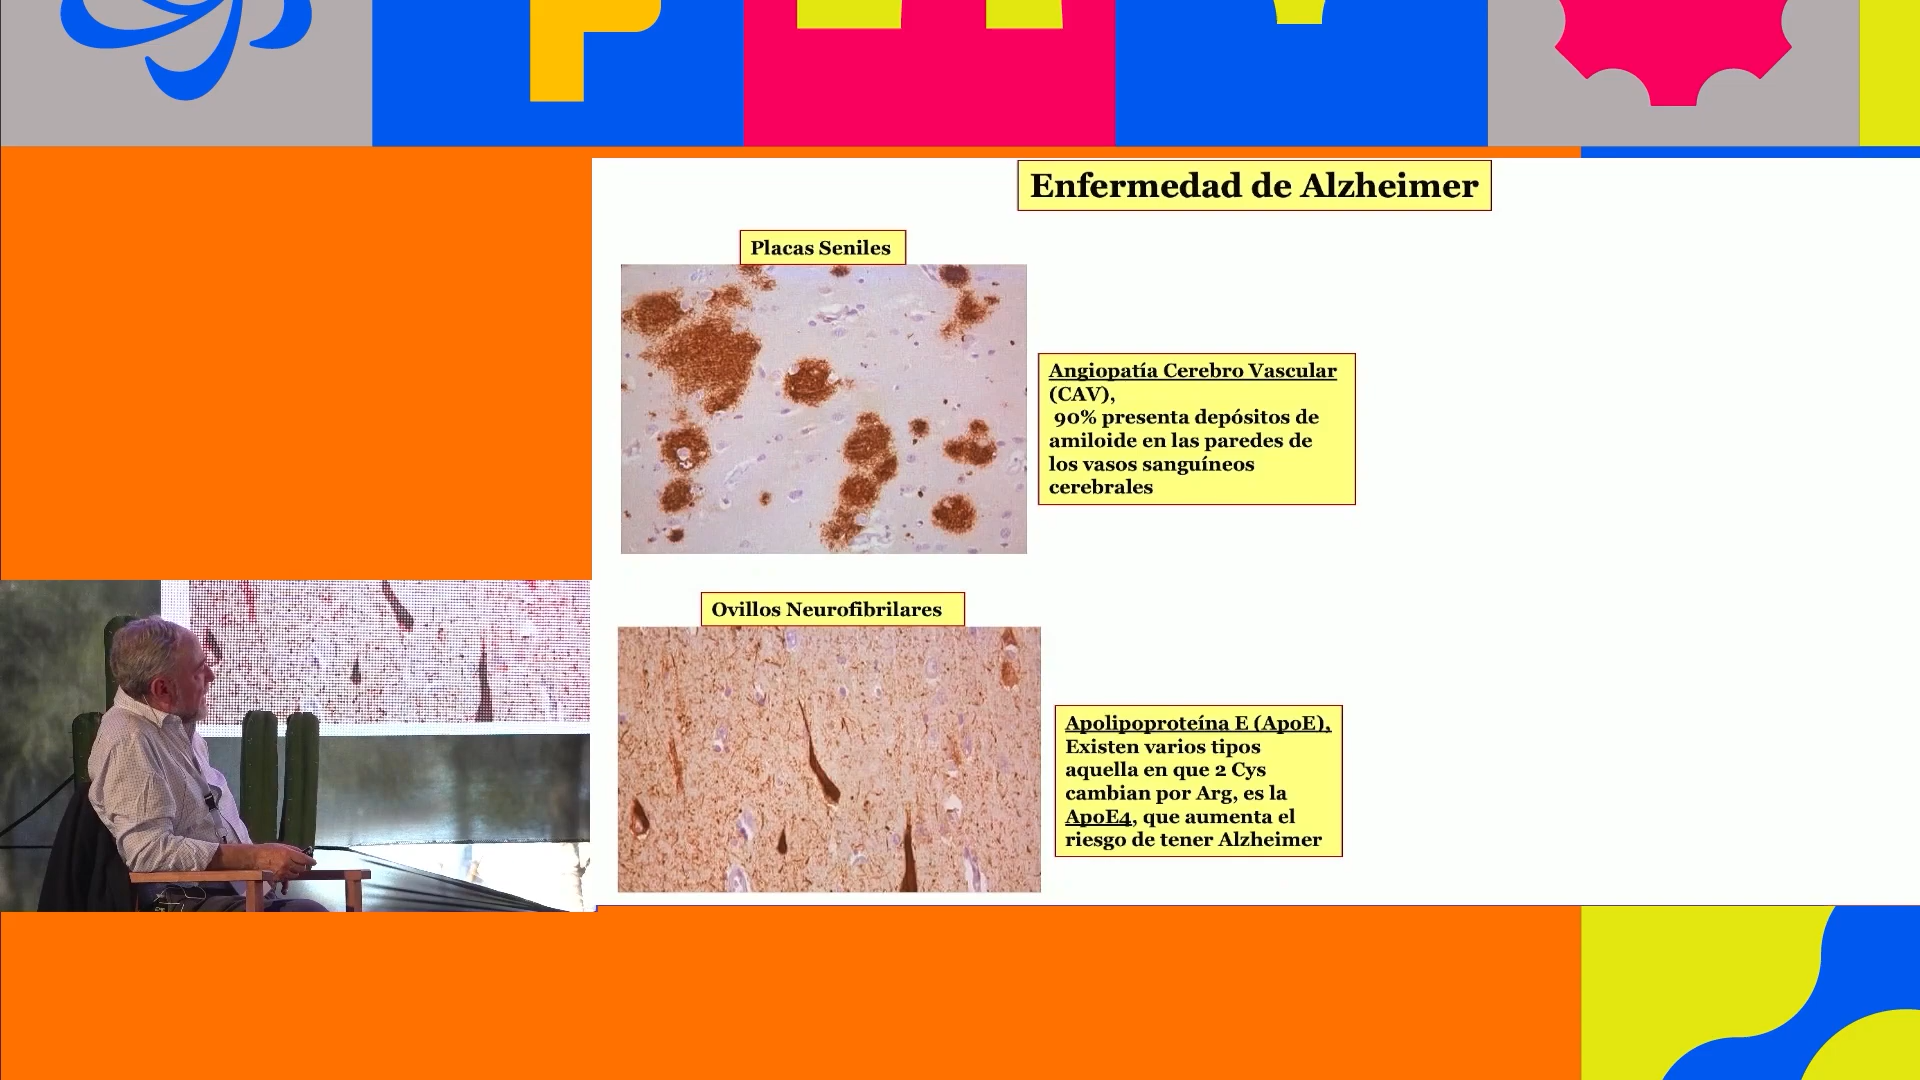 Enfermedad de Alzheimer
Placas Seniles
Angiopatía Cerebro Vascular
(CAV),
90% presenta depósitos de
amiloide en las paredes de
los vasos sanguíneos
cerebrales
Ovillos Neurofibrilares
Apolipoproteína E (ApoE),
Existen varios tipos
aquella en que 2 Cys
cambian por Arg, es la
ApoE4, que aumenta el
riesgo de tener Alzheimer